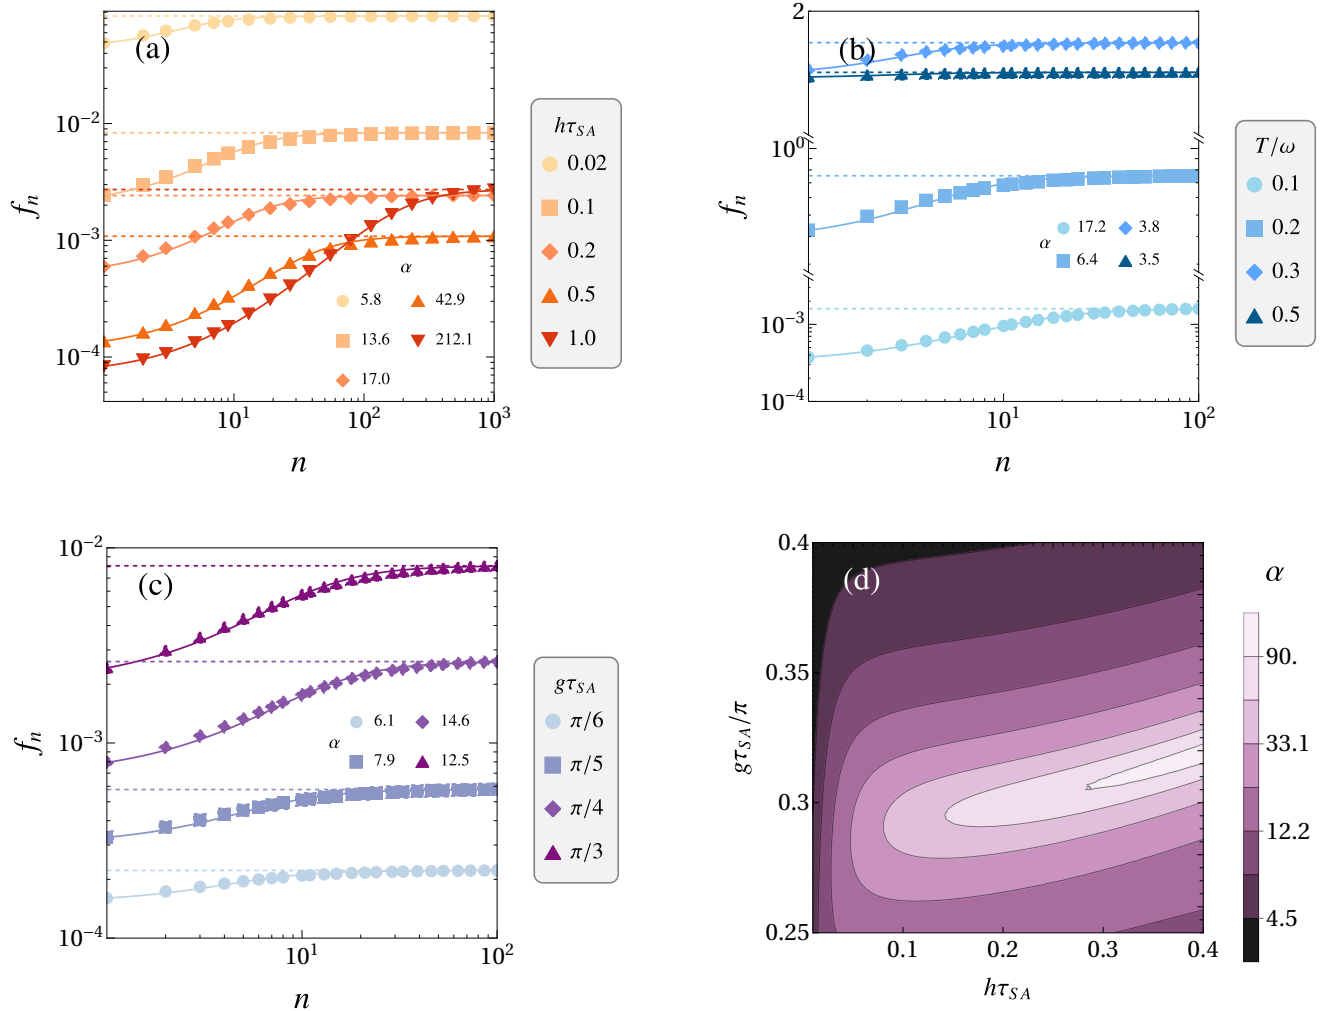 (a)
f_n
10^-2
10^-3
10^-4
α
5.8 42.9
13.6 212.1
17.0
10^1 10^2 10^3
n
hτ_SA
0.02
0.1
0.2
0.5
1.0
(b)
f_n
2
10^0
10^-3
10^-4
17.2 3.8
α
6.4 3.5
10^1 10^2
n
T/ω
0.1
0.2
0.3
0.5
(c)
f_n
10^-2
10^-3
10^-4
6.1 14.6
α
7.9 12.5
10^1 10^2
n
gτ_SA
π/6
π/5
π/4
π/3
(d)
gτ_SA/π
0.4
0.35
0.3
0.25
0.1 0.2 0.3 0.4
hτ_SA
α
90.
33.1
12.2
4.5